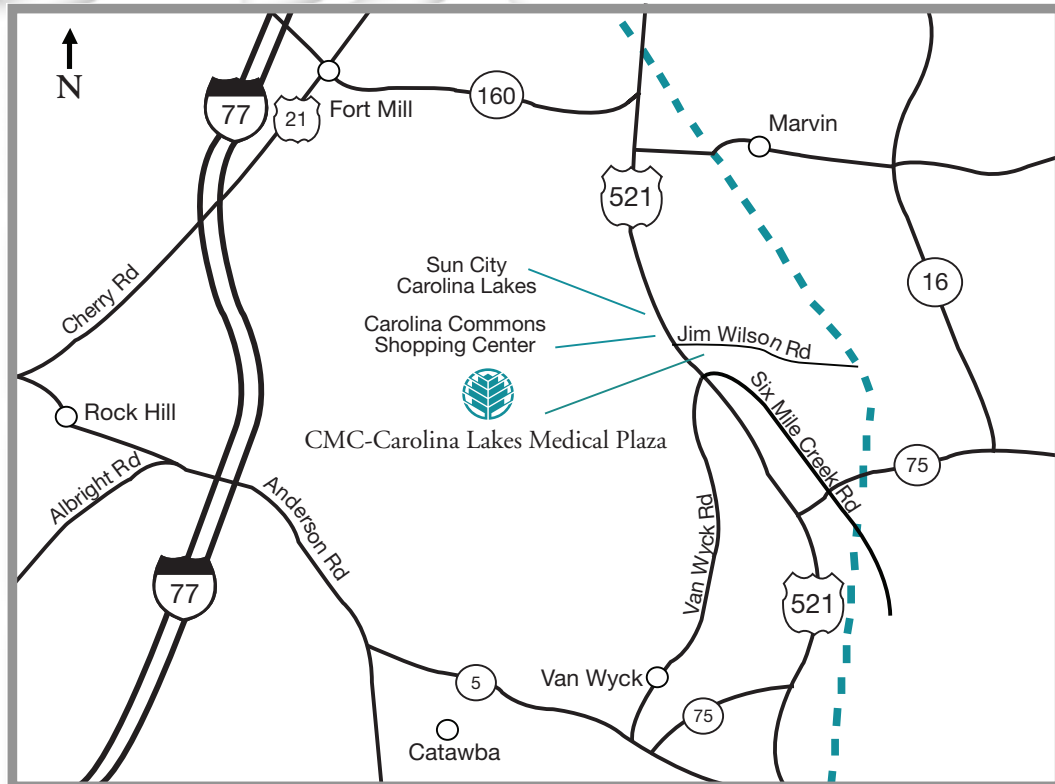 N
77
21
Fort Mill
160
Marvin
521
Cherry Rd
Sun City
Carolina Lakes
16
Carolina Commons
Shopping Center
Jim Wilson Rd
Rock Hill
CMC-Carolina Lakes Medical Plaza
Six Mile Creek Rd
75
Albright Rd
Anderson Rd
Van Wyck Rd
77
521
Van Wyck
5
75
Catawba